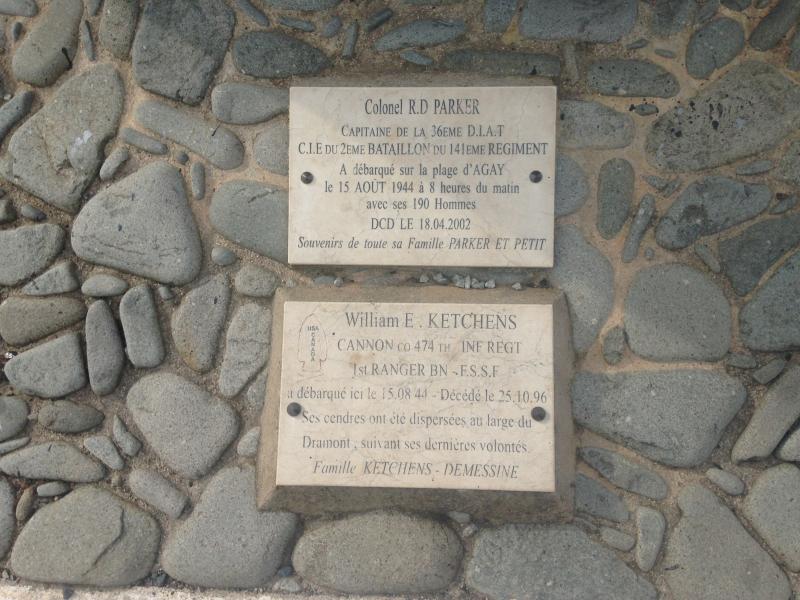 Colonel R.D PARKER
CAPITAINE DE LA 36EME D.I.A.T
C.I.E DU 2EME BATAILLON DU 141EME REGIMENT
A débarqué sur la plage d'AGAY
le 15 AOÛT 1944 à 8 heures du matin
avec ses 190 Hommes
DCD LE 18.04.2002
Souvenirs de toute sa Famille PARKER ET PETIT
USA
CANADA
William E . KETCHENS
CANNON CO 474 TH INF REGT
1st RANGER BN - F.S.S.F
a débarqué ici le 15.08 44 - Décédé le 25.10.96
Ses cendres ont été dispersées au large du
Dramont , suivant ses dernières volontés.
Famille KETCHENS - DEMESSINE